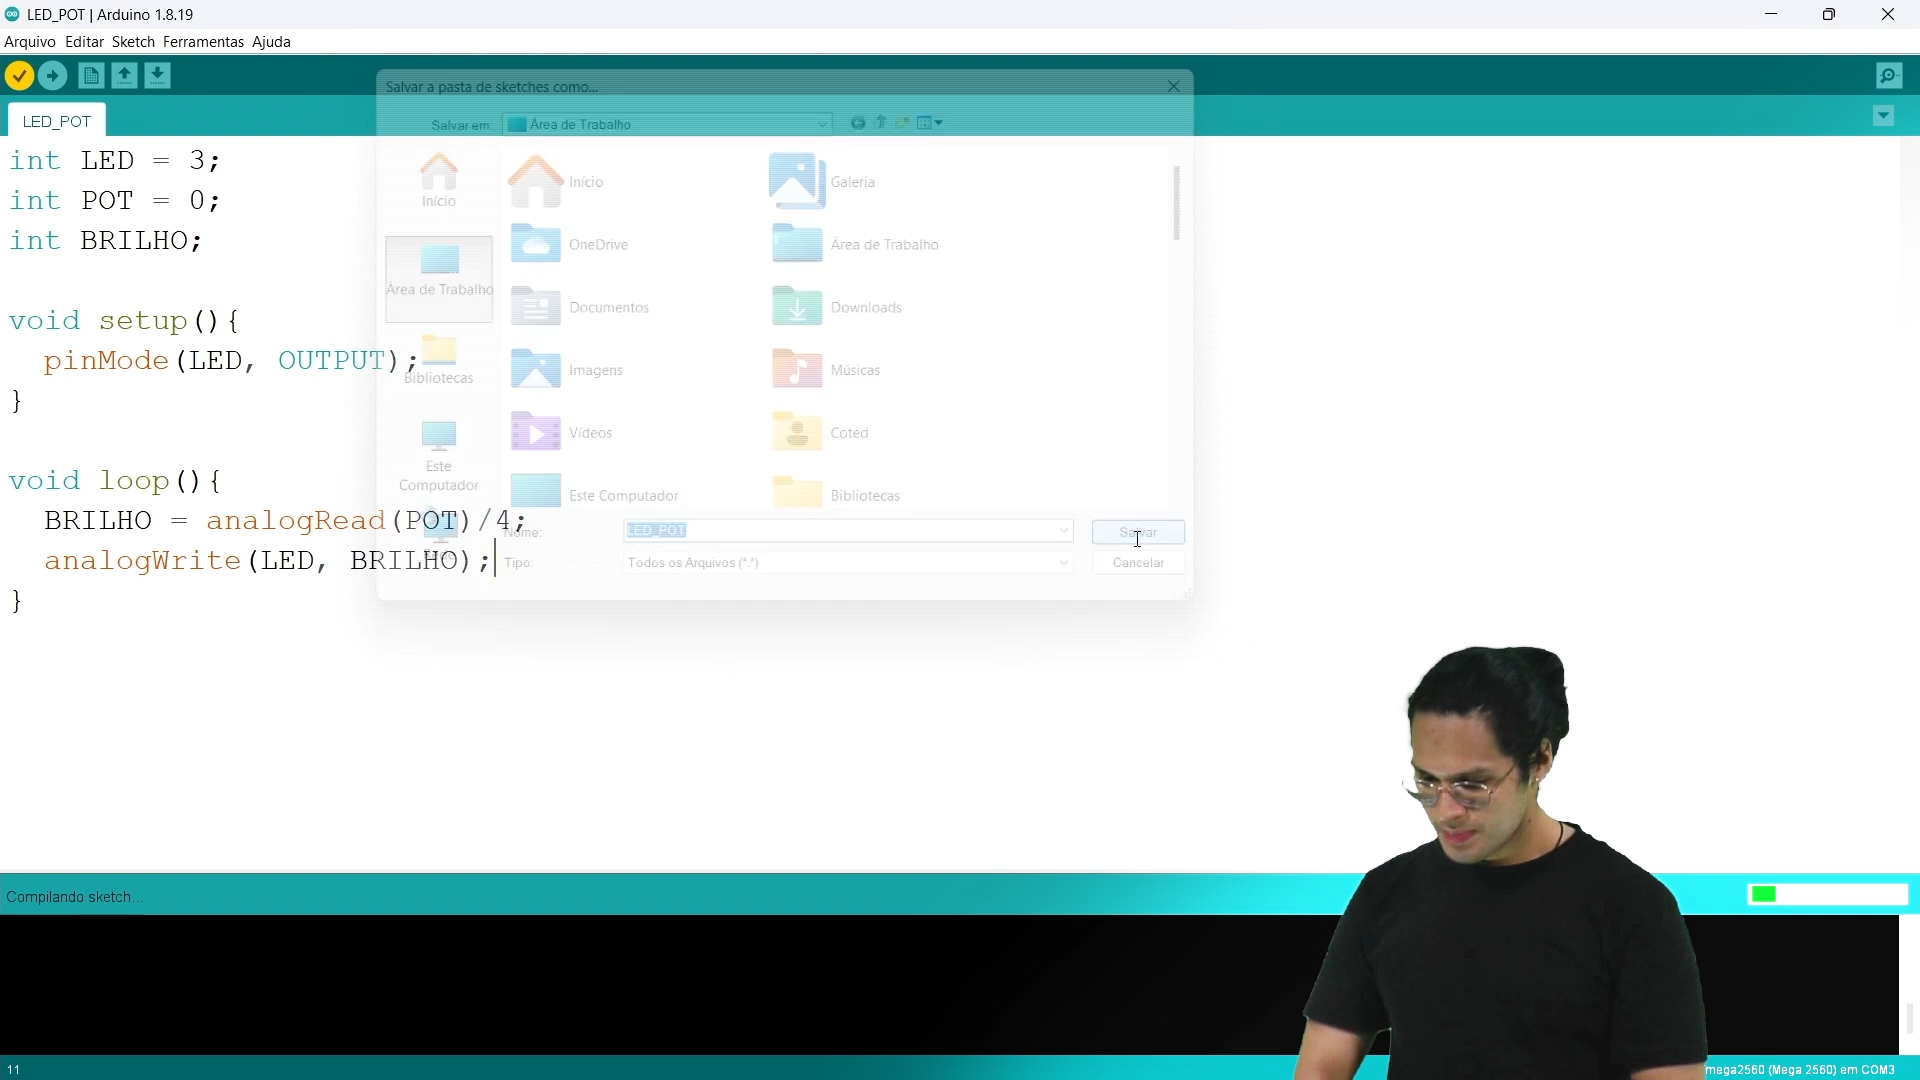 LED_POT | Arduino 1.8.19
Arquivo Editar Sketch Ferramentas Ajuda
LED_POT
int LED = 3;
int POT = 0;
int BRILHO;
void setup(){
pinMode(LED, OUTPUT);
}
void loop(){
BRILHO = analogRead(POT)/4;
analogWrite(LED, BRILHO);
}
Salvar a pasta de sketches como...
Salvar em: Área de Trabalho
Início
Área de Trabalho
Bibliotecas
Este
Computador
Início
Galeria
OneDrive
Área de Trabalho
Documentos
Downloads
Imagens
Músicas
Vídeos
Coted
Este Computador
Bibliotecas
Nome: LED_POT
Salvar
Tipo: Todos os Arquivos (*.*)
Cancelar
Compilando sketch...
11
mega2560 (Mega 2560) em COM3